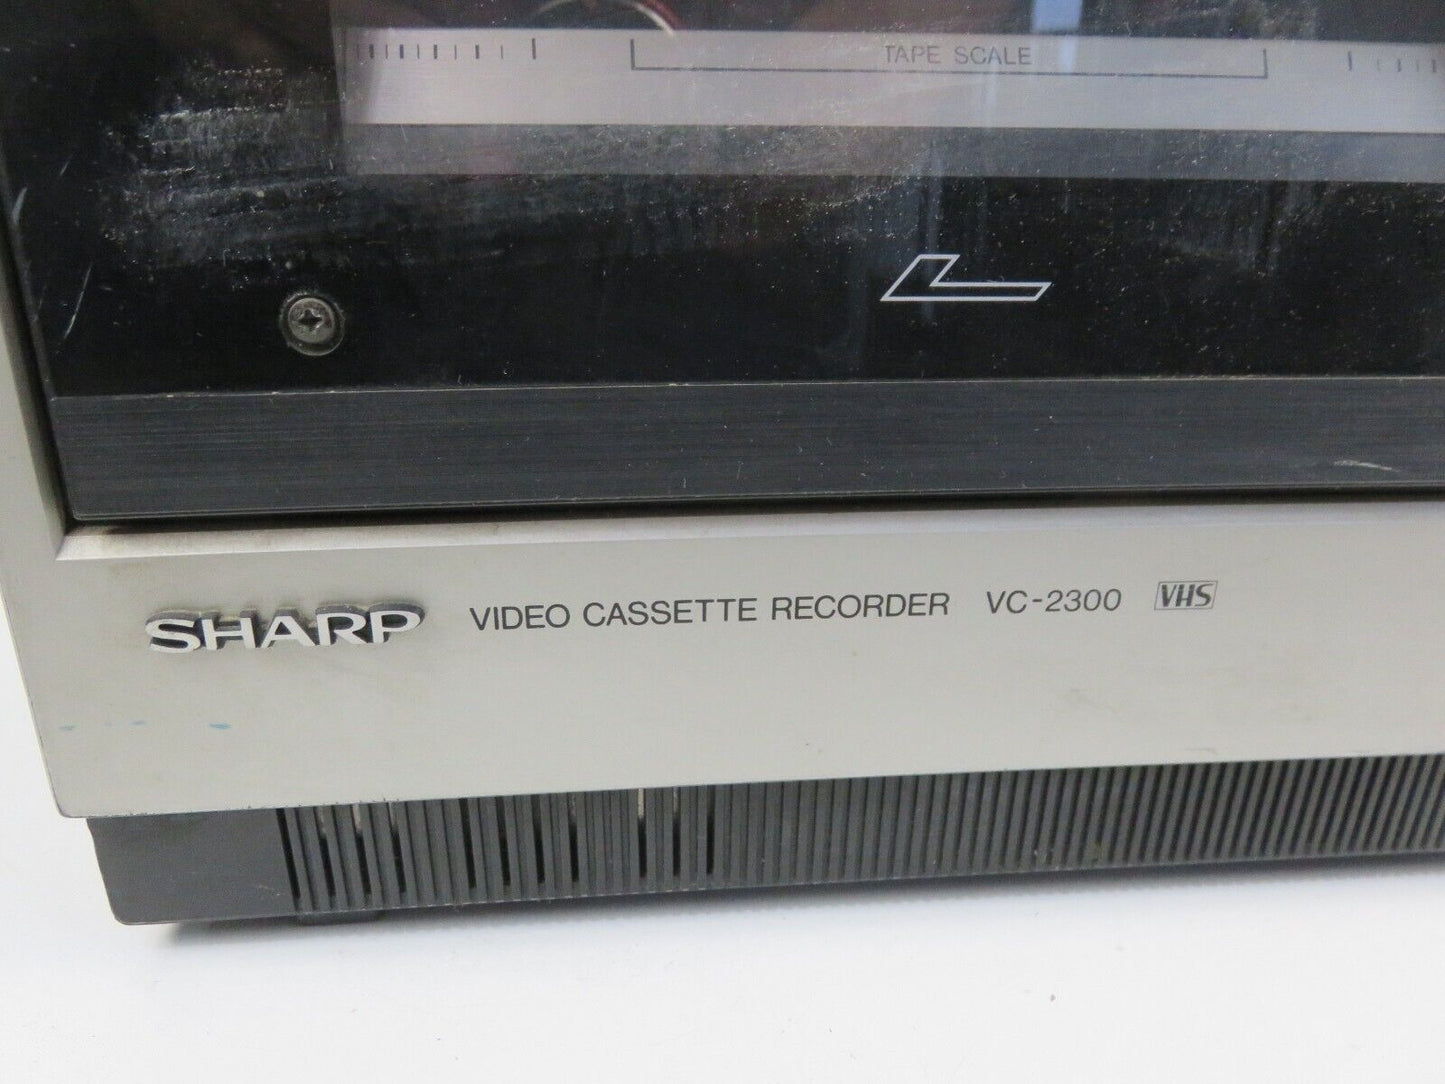 TAPE SCALE
SHARP VIDEO CASSETTE RECORDER VC-2300 VHS